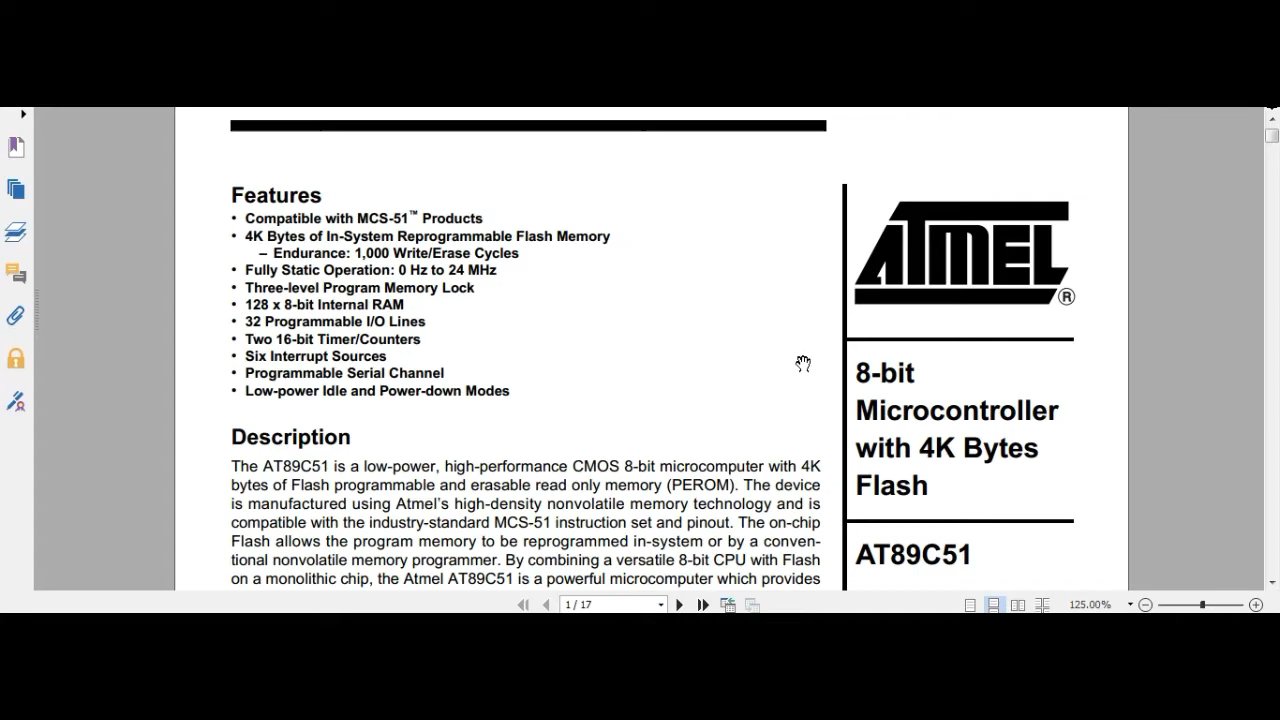 Features
• Compatible with MCS-51™ Products
• 4K Bytes of In-System Reprogrammable Flash Memory
– Endurance: 1,000 Write/Erase Cycles
• Fully Static Operation: 0 Hz to 24 MHz
• Three-level Program Memory Lock
• 128 x 8-bit Internal RAM
• 32 Programmable I/O Lines
• Two 16-bit Timer/Counters
• Six Interrupt Sources
• Programmable Serial Channel
• Low-power Idle and Power-down Modes
Description
The AT89C51 is a low-power, high-performance CMOS 8-bit microcomputer with 4K
bytes of Flash programmable and erasable read only memory (PEROM). The device
is manufactured using Atmel’s high-density nonvolatile memory technology and is
compatible with the industry-standard MCS-51 instruction set and pinout. The on-chip
Flash allows the program memory to be reprogrammed in-system or by a conven-
tional nonvolatile memory programmer. By combining a versatile 8-bit CPU with Flash
on a monolithic chip, the Atmel AT89C51 is a powerful microcomputer which provides
ATMEL ®
8-bit
Microcontroller
with 4K Bytes
Flash
AT89C51
1 / 17
125.00%